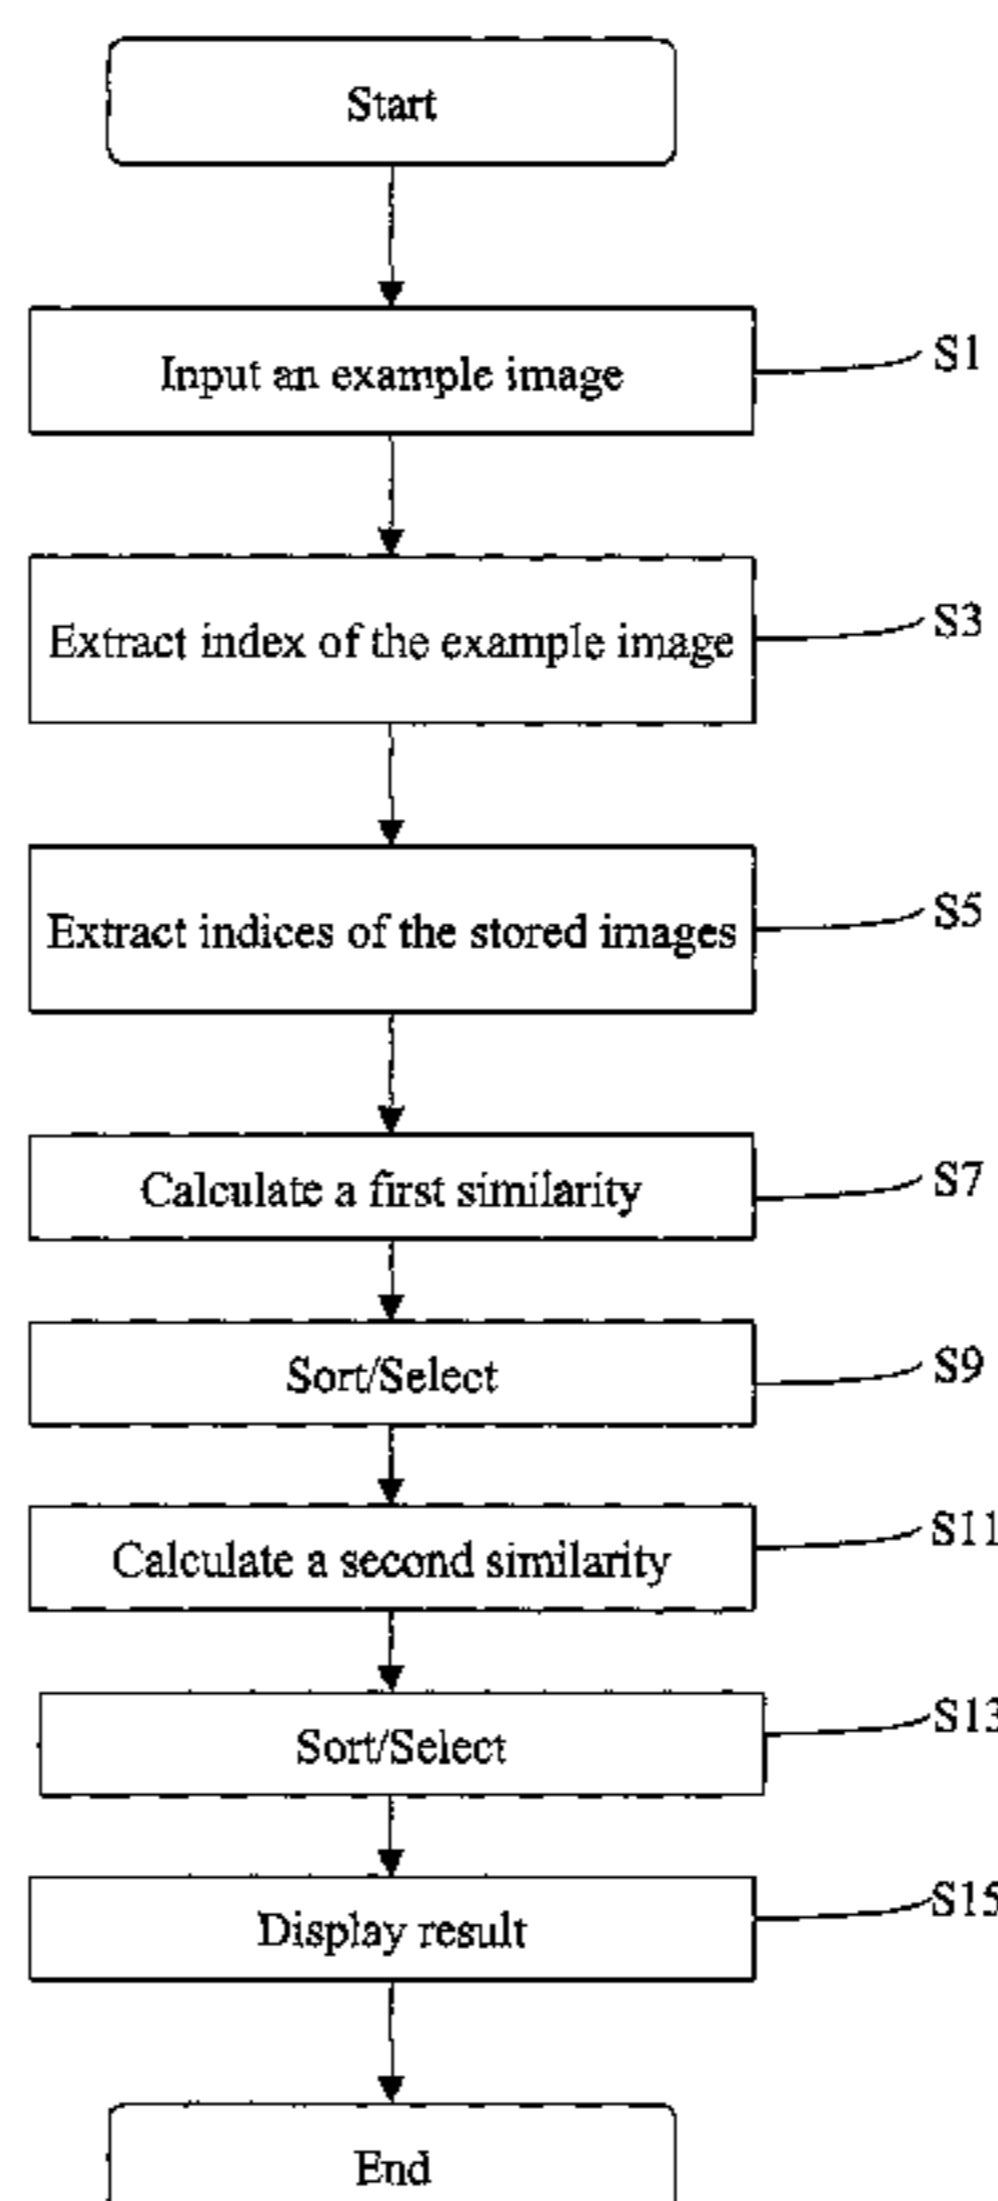 Start
Input an example image S1
Extract index of the example image S3
Extract indices of the stored images S5
Calculate a first similarity S7
Sort/Select S9
Calculate a second similarity S11
Sort/Select S13
Display result S15
End